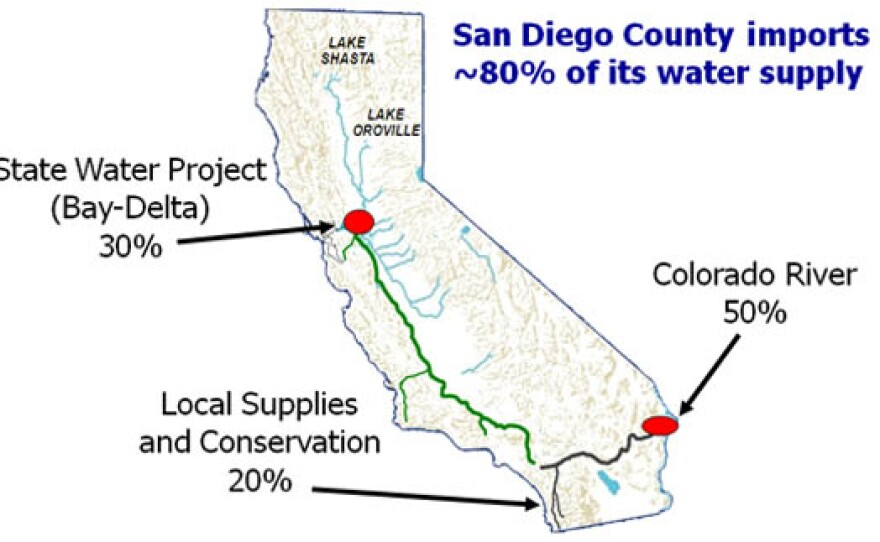 San Diego County imports
~80% of its water supply
LAKE
SHASTA
LAKE
OROVILLE
State Water Project
(Bay-Delta)
30%
Colorado River
50%
Local Supplies
and Conservation
20%